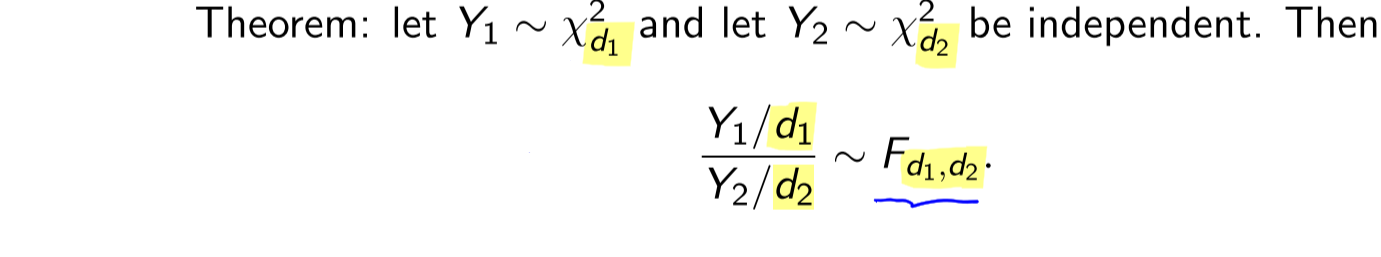 Theorem: let Y₁ ∼ χ²_{d₁} and let Y₂ ∼ χ²_{d₂} be independent. Then
Y₁/d₁
Y₂/d₂ ∼ F_{d₁,d₂}.